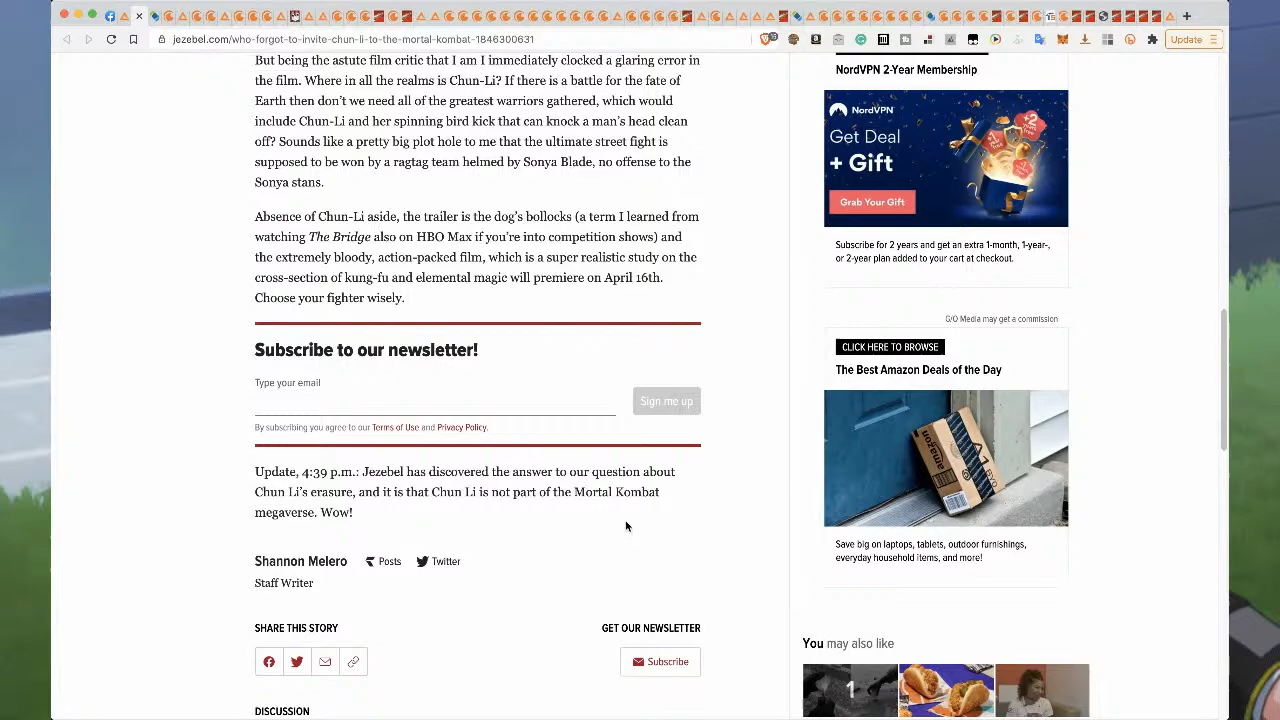 jezebel.com/who-forgot-to-invite-chun-li-to-the-mortal-kombat-1846300631
Update
But being the astute film critic that I am I immediately clocked a glaring error in
the film. Where in all the realms is Chun-Li? If there is a battle for the fate of
Earth then don't we need all of the greatest warriors gathered, which would
include Chun-Li and her spinning bird kick that can knock a man's head clean
off? Sounds like a pretty big plot hole to me that the ultimate street fight is
supposed to be won by a ragtag team helmed by Sonya Blade, no offense to the
Sonya stans.
Absence of Chun-Li aside, the trailer is the dog's bollocks (a term I learned from
watching The Bridge also on HBO Max if you're into competition shows) and
the extremely bloody, action-packed film, which is a super realistic study on the
cross-section of kung-fu and elemental magic will premiere on April 16th.
Choose your fighter wisely.
Subscribe to our newsletter!
Type your email
Sign me up
By subscribing you agree to our Terms of Use and Privacy Policy.
Update, 4:39 p.m.: Jezebel has discovered the answer to our question about
Chun Li's erasure, and it is that Chun Li is not part of the Mortal Kombat
megaverse. Wow!
Shannon Melero
Posts
Twitter
Staff Writer
SHARE THIS STORY
GET OUR NEWSLETTER
Subscribe
DISCUSSION
NordVPN 2-Year Membership
NordVPN
Get Deal
+ Gift
Grab Your Gift
Subscribe for 2 years and get an extra 1-month, 1-year-,
or 2-year plan added to your cart at checkout.
G/O Media may get a commission
CLICK HERE TO BROWSE
The Best Amazon Deals of the Day
amazon
Save big on laptops, tablets, outdoor furnishings,
everyday household items, and more!
You may also like
1